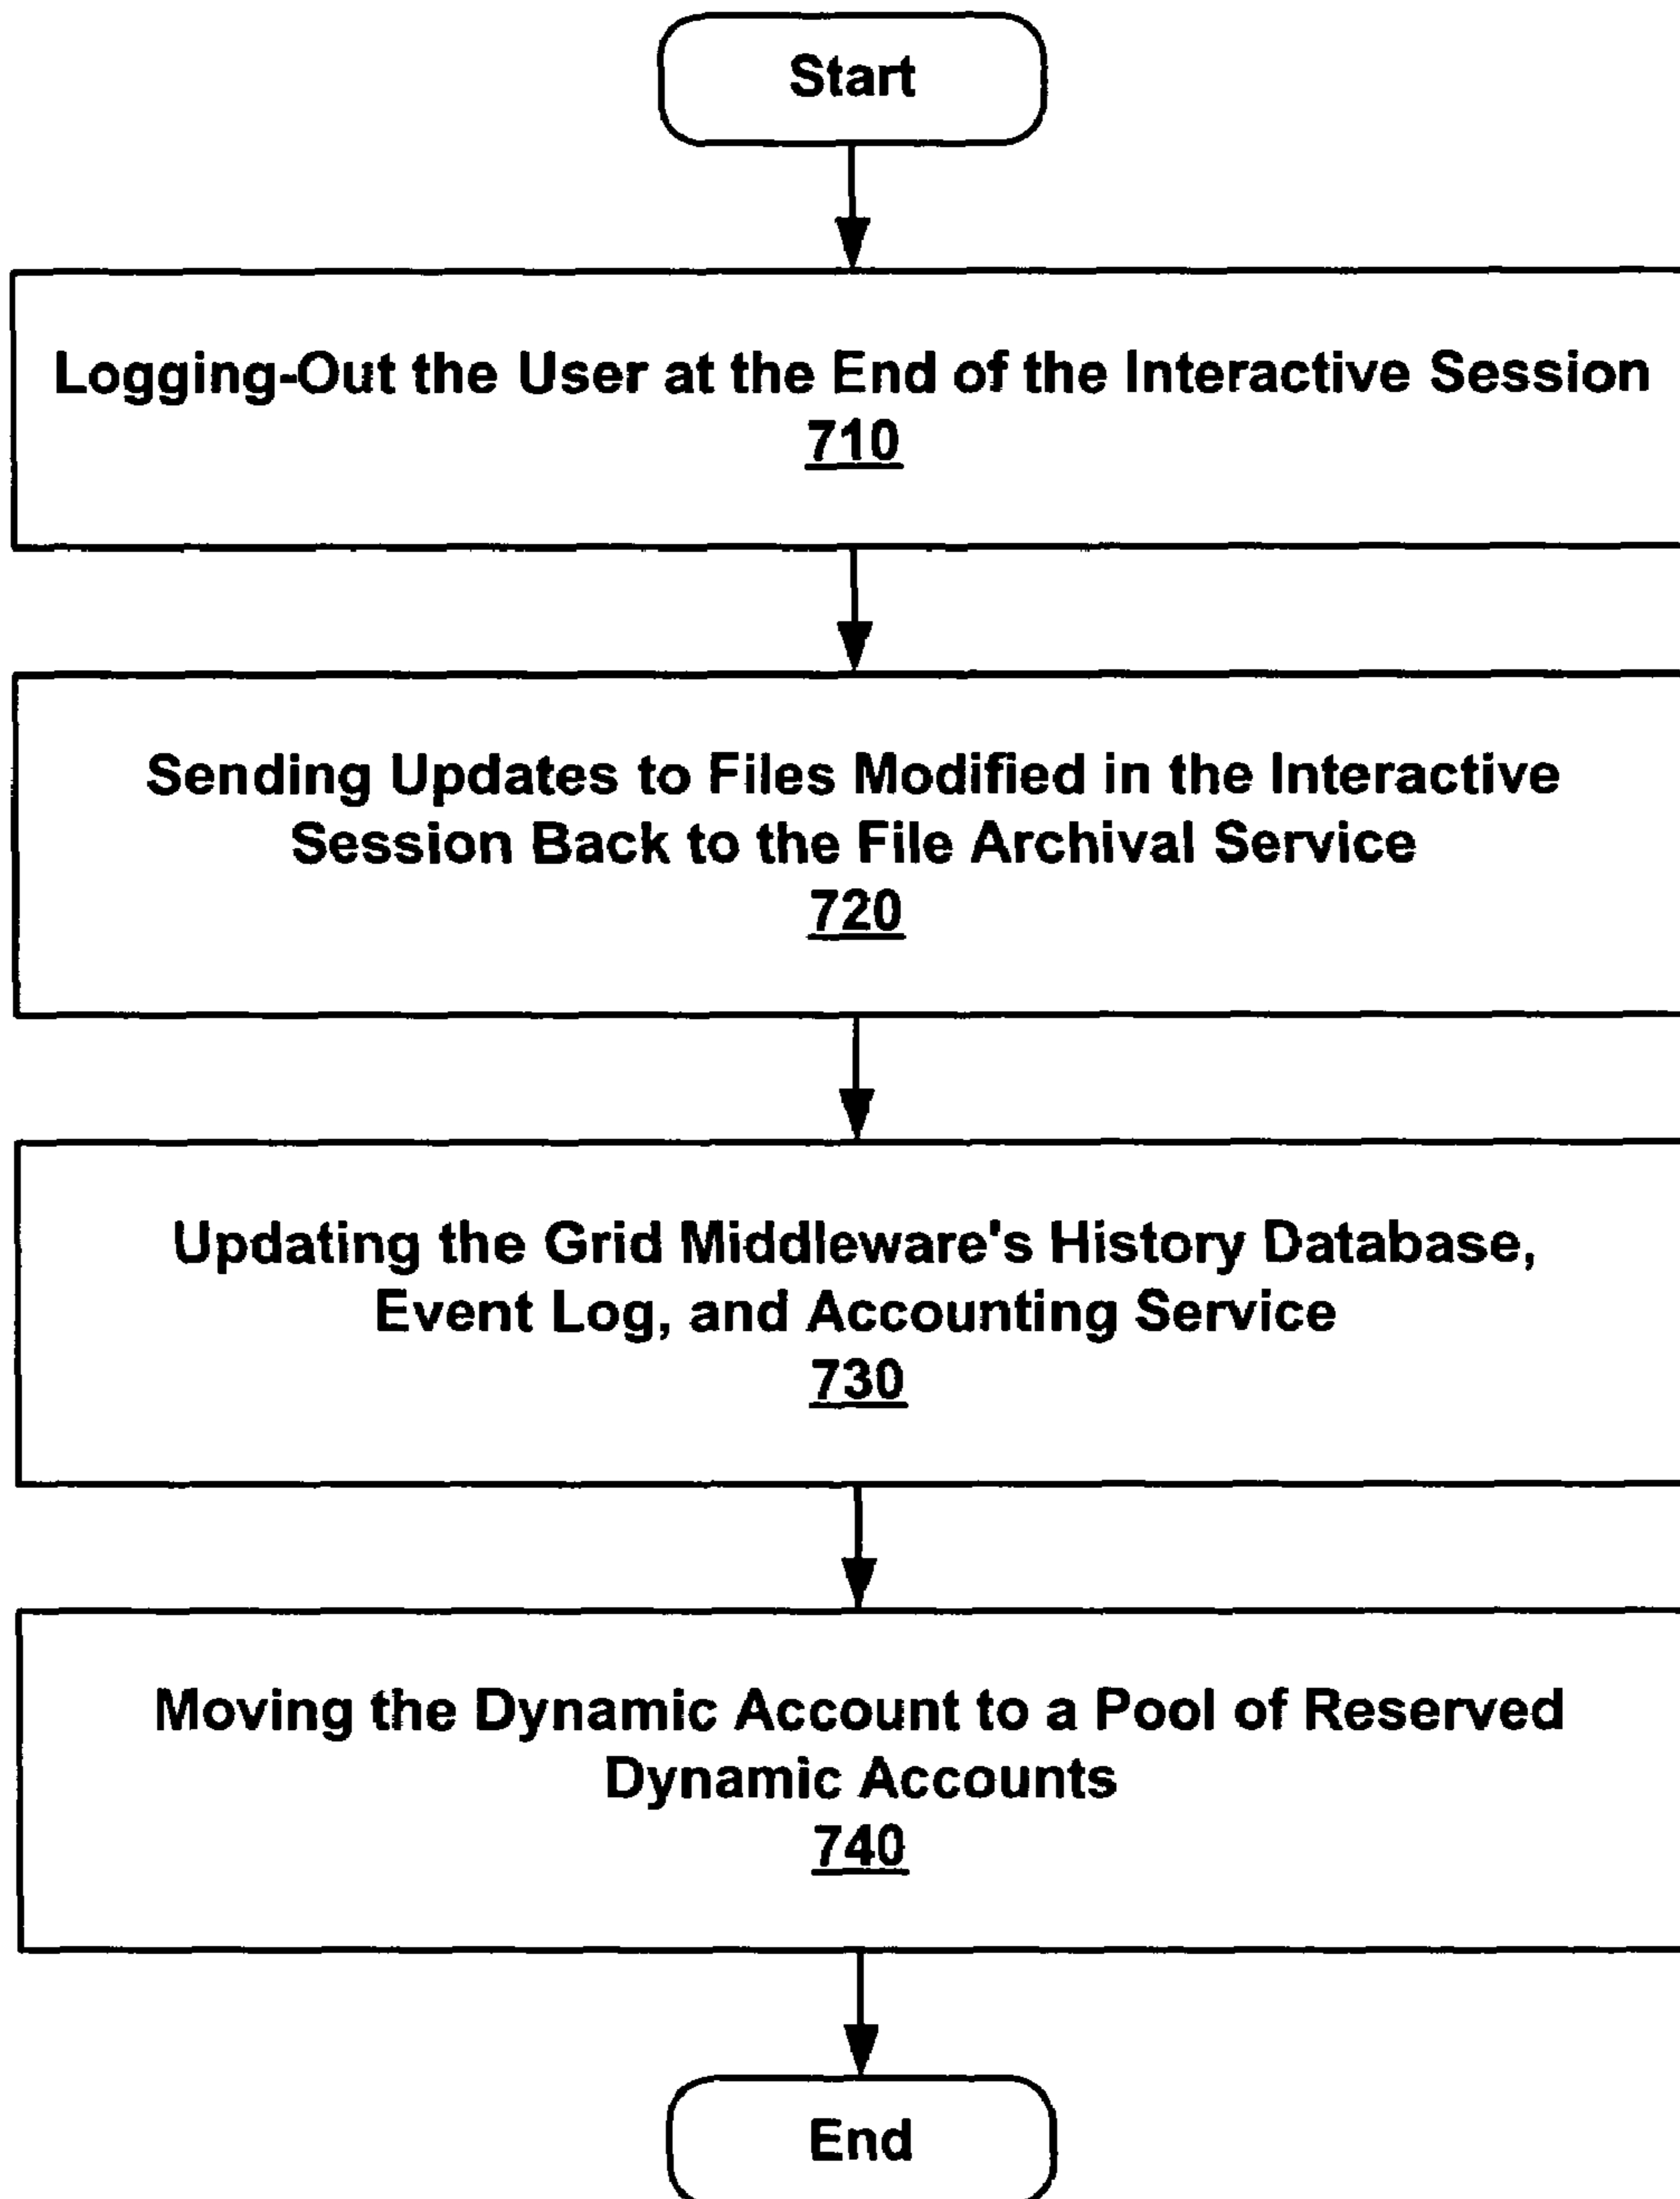 Start
Logging-Out the User at the End of the Interactive Session
710
Sending Updates to Files Modified in the Interactive
Session Back to the File Archival Service
720
Updating the Grid Middleware's History Database,
Event Log, and Accounting Service
730
Moving the Dynamic Account to a Pool of Reserved
Dynamic Accounts
740
End